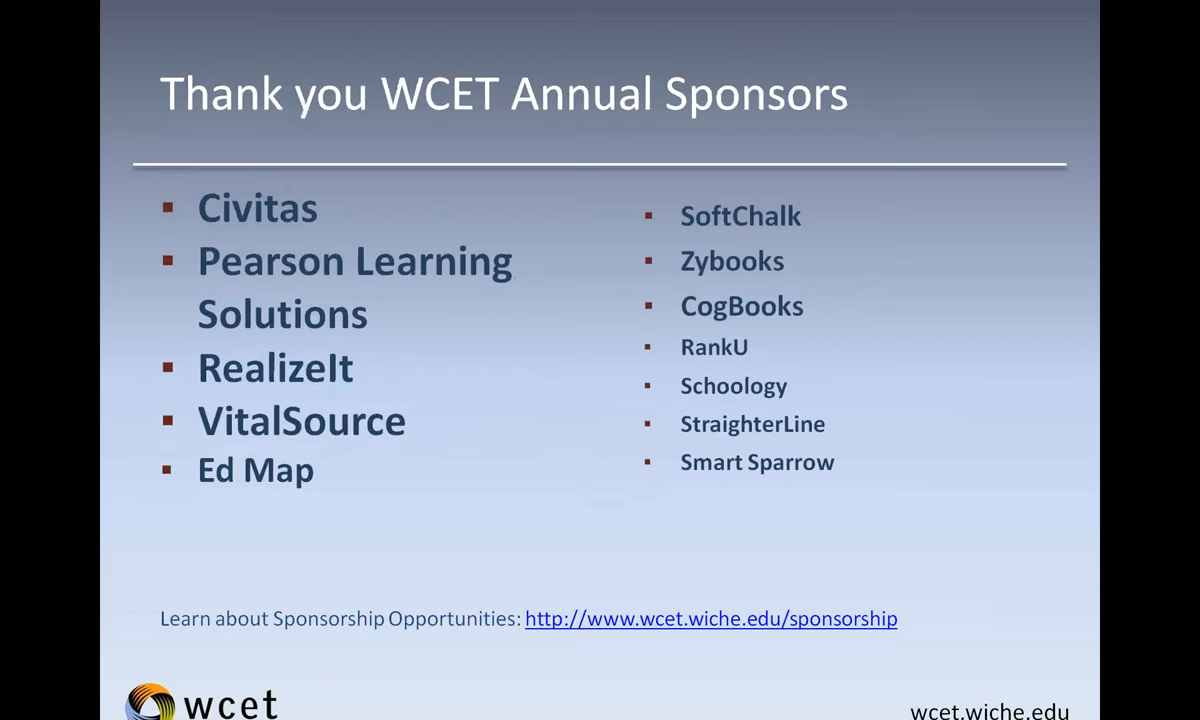 Thank you WCET Annual Sponsors
▪ Civitas
▪ Pearson Learning
Solutions
▪ RealizeIt
▪ VitalSource
▪ Ed Map
▪ SoftChalk
▪ Zybooks
▪ CogBooks
▪ RankU
▪ Schoology
▪ StraighterLine
▪ Smart Sparrow
Learn about Sponsorship Opportunities: http://www.wcet.wiche.edu/sponsorship
wcet
wcet.wiche.edu